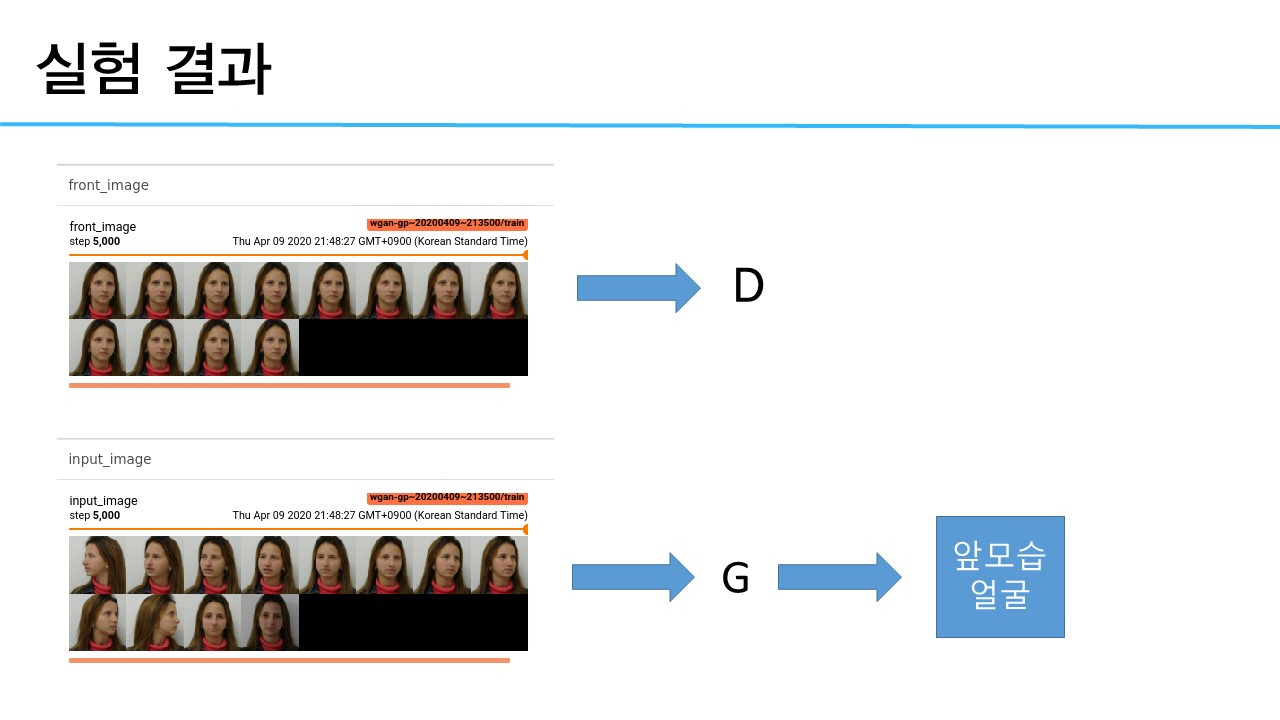 실험 결과
front_image
front_image
wgan-gp~20200409~213500/train
step 5,000
Thu Apr 09 2020 21:48:27 GMT+0900 (Korean Standard Time)
D
input_image
input_image
wgan-gp~20200409~213500/train
step 5,000
Thu Apr 09 2020 21:48:27 GMT+0900 (Korean Standard Time)
G
앞모습
얼굴